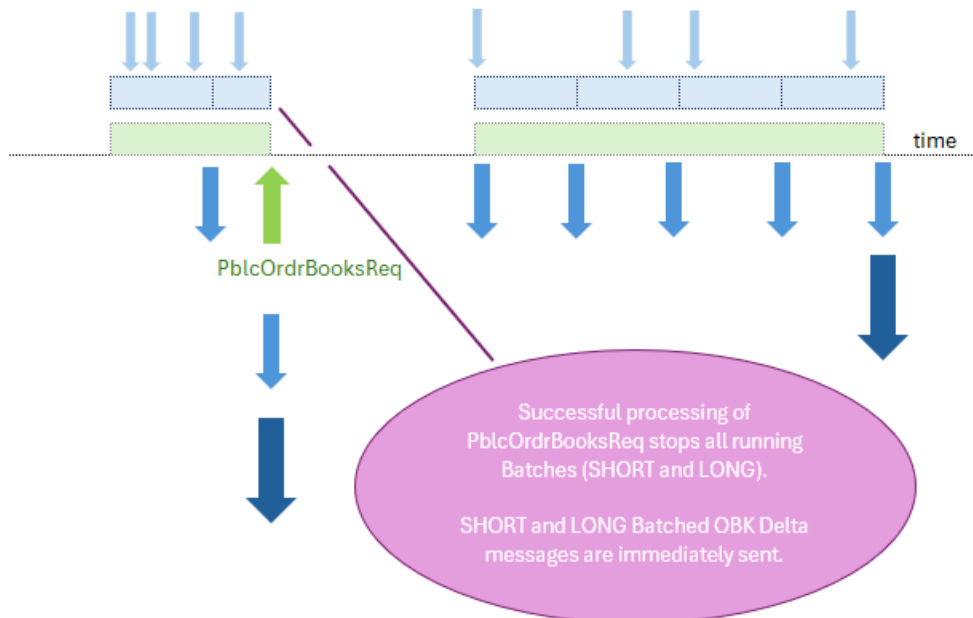 time
PblcOrdrBooksReq
Successful processing of
PblcOrdrBooksReq stops all running
Batches (SHORT and LONG).
SHORT and LONG Batched OBK Delta
messages are immediately sent.